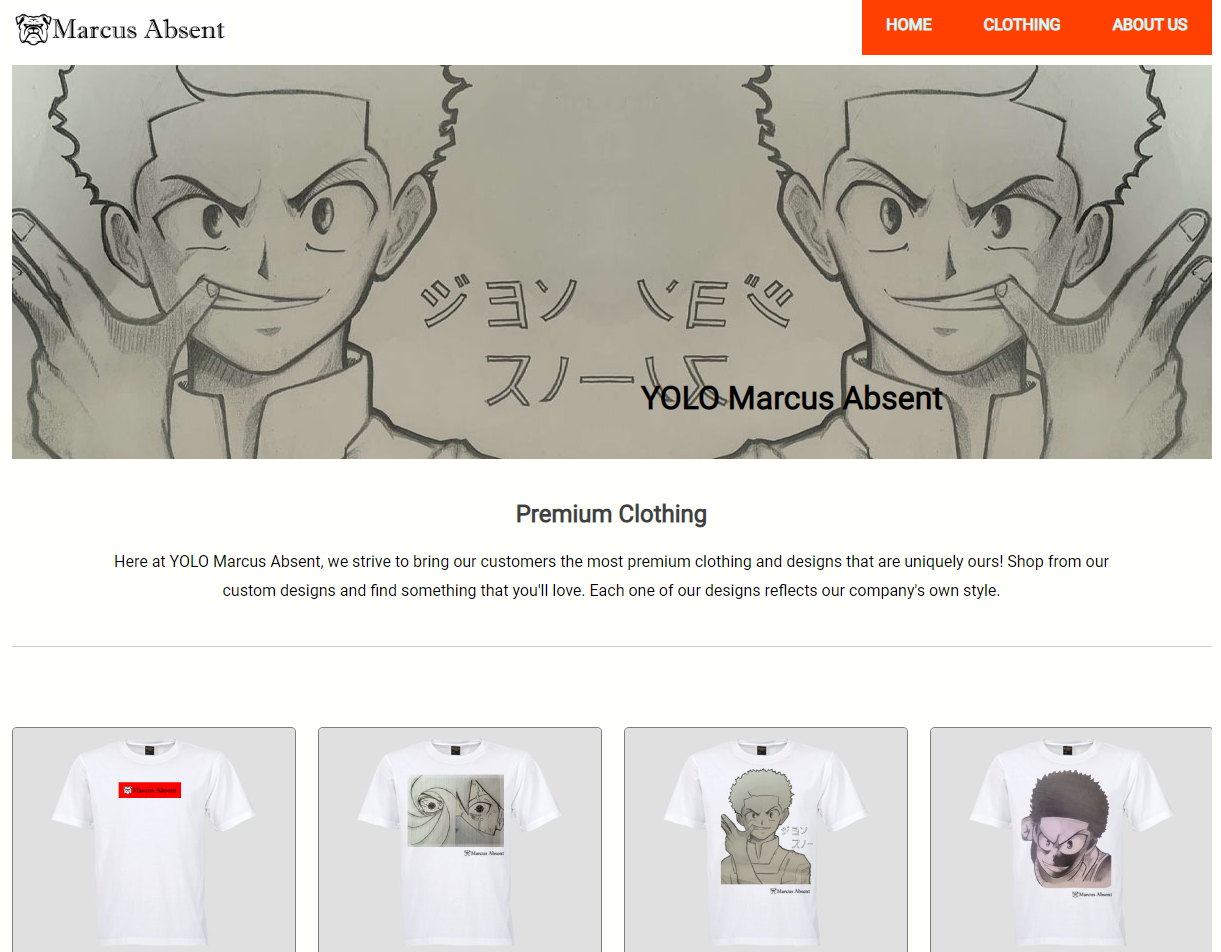 Marcus Absent
HOME CLOTHING ABOUT US
ジョン
スノー
YOLO Marcus Absent
Premium Clothing
Here at YOLO Marcus Absent, we strive to bring our customers the most premium clothing and designs that are uniquely ours! Shop from our
custom designs and find something that you'll love. Each one of our designs reflects our company's own style.
Marcus Absent
Marcus Absent
ジョン
スノー
Marcus Absent
Marcus Absent